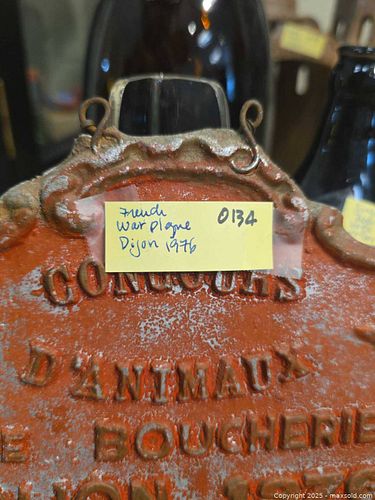 French
War Plaque
Dijon 1976
0134
CONCOURS
D'ANIMAUX
E BOUCHERIE
Copyright 2025 - maxsold.com